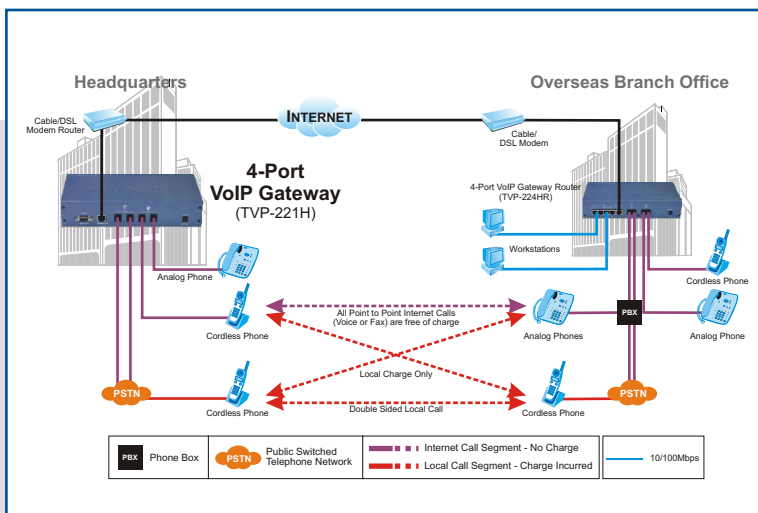 Headquarters
Overseas Branch Office
Cable/DSL
Modem Router
INTERNET
Cable/
DSL Modem
4-Port
VoIP Gateway
(TVP-221H)
4-Port VoIP Gateway Router
(TVP-224HR)
Workstations
Analog Phone
Cordless Phone
Cordless Phone
All Point to Point Internet Calls
(Voice or Fax) are free of charge
Analog Phones
PBX
Analog Phone
Local Charge Only
PSTN
Cordless Phone
Double Sided Local Call
Cordless Phone
PSTN
PBX
Phone Box
PSTN
Public Switched
Telephone Network
Internet Call Segment - No Charge
Local Call Segment - Charge Incurred
10/100Mbps